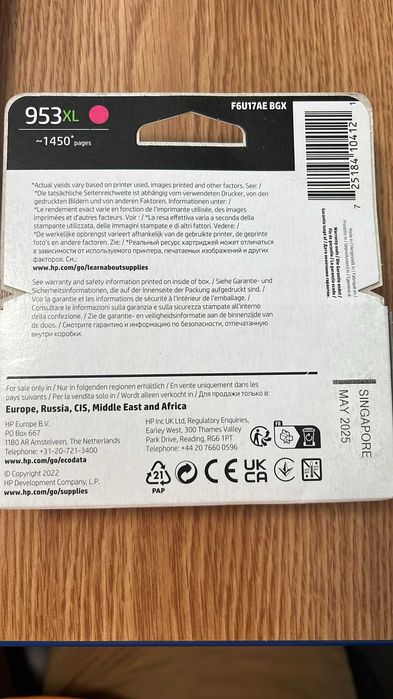 953XL
~1450* pages
F6U17AE BGX
*Actual yields vary based on printer used, images printed and other factors. See: /
*Die tatsächliche Seitenreichweite ist abhängig vom verwendeten Drucker, von den
gedruckten Bildern und von anderen Faktoren. Informationen unter: /
*Le rendement exact varie en fonction de l'imprimante utilisée, des images
imprimées et d'autres facteurs. Voir : / *La resa effettiva varia a seconda della
stampante utilizzata, delle immagini stampate e di altri fattori. Vedere: /
*De werkelijke opbrengst varieert afhankelijk van de gebruikte printer, de geprinte
foto's en andere factoren. Zie: / *Реальный ресурс картриджей может отличаться
в зависимости от используемого принтера, печатаемых изображений и других
факторов. См.:
www.hp.com/go/learnaboutsupplies
See warranty and safety information printed on inside of box. / Siehe Garantie- und
Sicherheitsinformationen, die auf der Innenseite der Packung aufgedruckt sind. /
Voir la garantie et les informations de sécurité à l'intérieur de l'emballage. /
Consultare le informazioni sulla garanzia e sulla sicurezza stampate all'interno
della confezione. / Zie de garantie- en veiligheidsinformatie aan de binnenzijde van
de doos. / Смотрите гарантию и информацию по безопасности, отпечатанную
внутри коробки.
For sale only in / Nur in folgenden regionen erhältlich / En vente uniquement dans les
pays suivants / Per la vendita solo in / Wordt alleen verkocht in / Для продажи только в:
Europe, Russia, CIS, Middle East and Africa
HP Europe B.V.
PO Box 667
1180 AR Amstelveen, The Netherlands
Telephone: +31-20-721-3400
www.hp.com/go/ecodata
© Copyright 2022
HP Development Company, L.P.
www.hp.com/go/supplies
HP Inc UK Ltd, Regulatory Enquiries,
Earley West, 300 Thames Valley
Park Drive, Reading, RG6 1PT
Telephone: +44 20 7660 0596
FR
21
PAP
CE
UK
CA
SINGAPORE
MAY 2025
7 25184 10412 1